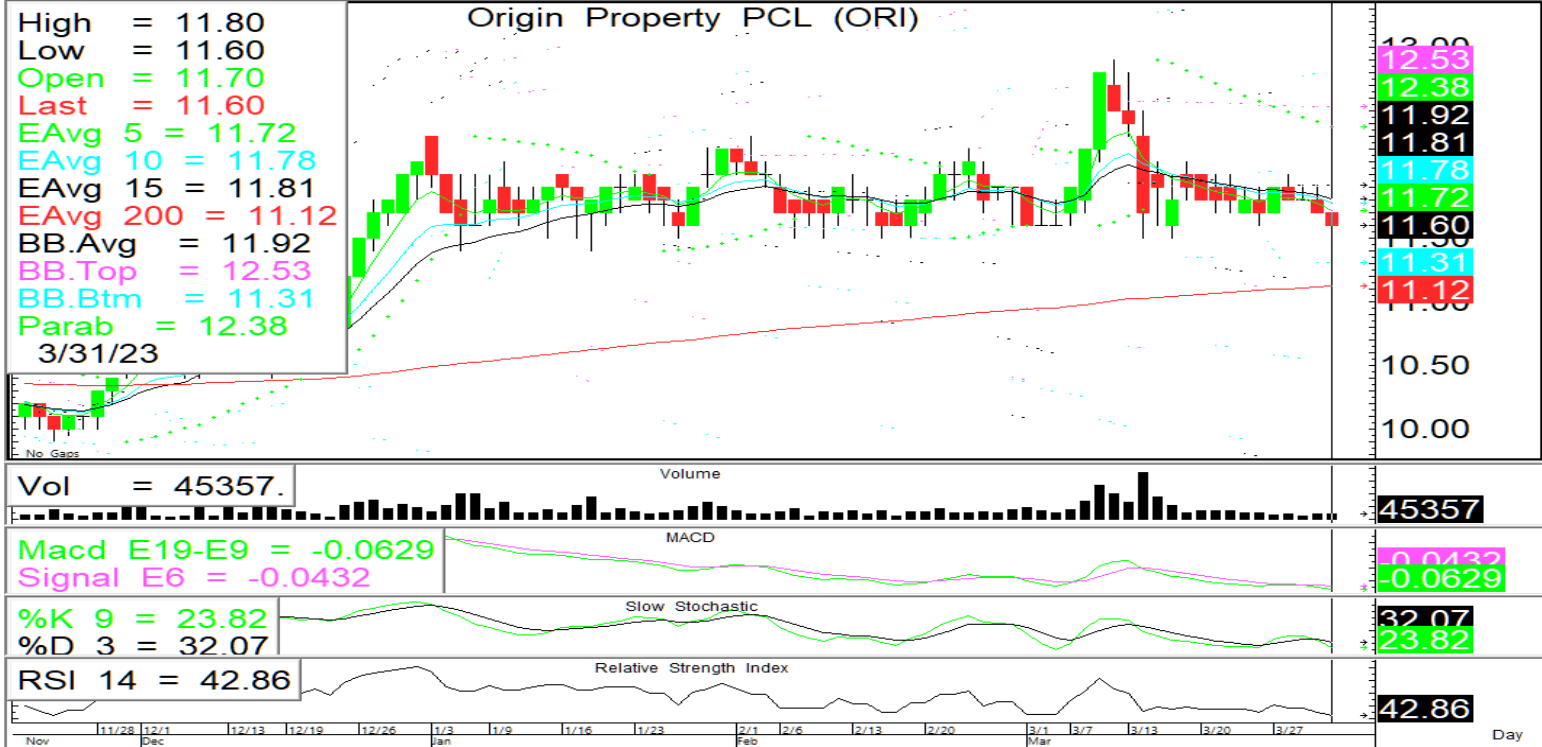 Origin Property PCL (ORI)
High = 11.80
Low = 11.60
Open = 11.70
Last = 11.60
EAvg 5 = 11.72
EAvg 10 = 11.78
EAvg 15 = 11.81
EAvg 200 = 11.12
BB.Avg = 11.92
BB.Top = 12.53
BB.Btm = 11.31
Parab = 12.38
3/31/23
No Gaps
13.00
12.53
12.38
11.92
11.81
11.78
11.72
11.60
11.50
11.31
11.12
11.00
10.50
10.00
Volume
Vol = 45357.
45357
MACD
Macd E19-E9 = -0.0629
Signal E6 = -0.0432
-0.0432
-0.0629
Slow Stochastic
%K 9 = 23.82
%D 3 = 32.07
32.07
23.82
Relative Strength Index
RSI 14 = 42.86
42.86
11/28 12/1 12/13 12/19 12/26 1/3 1/9 1/16 1/23 2/1 2/6 2/13 2/20 3/1 3/7 3/13 3/20 3/27
Nov Dec Jan Feb Mar Day